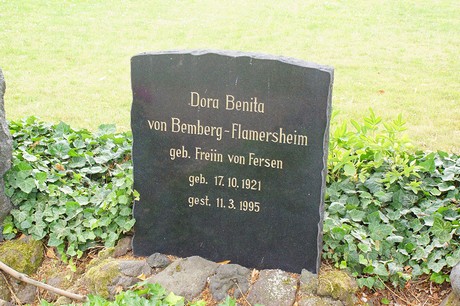 Dora Benita
von Bemberg-Flamersheim
geb. Freiin von Fersen
geb. 17.10.1921
gest. 11.3.1995